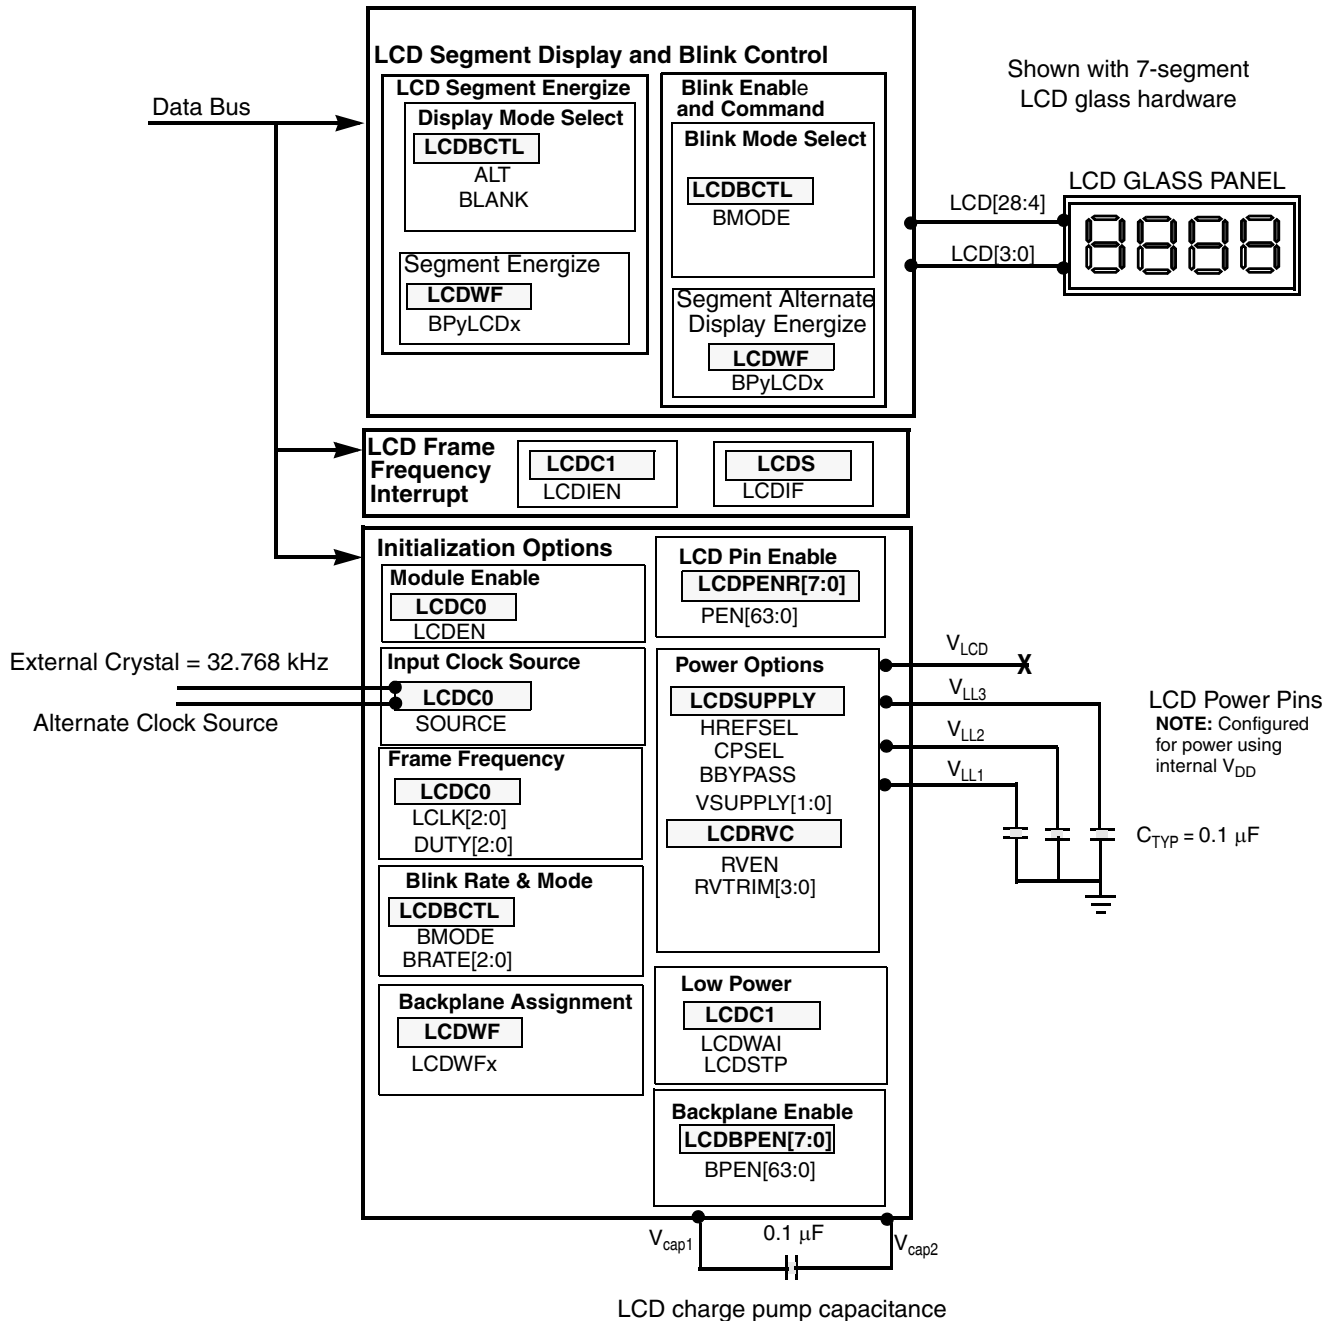 LCD Segment Display and Blink Control
LCD Segment Energize
Display Mode Select
LCDBCTL
ALT
BLANK
Segment Energize
LCDWF
BPyLCDx
Blink Enable
and Command
Blink Mode Select
LCDBCTL
BMODE
Segment Alternate
Display Energize
LCDWF
BPyLCDx
Data Bus
Shown with 7-segment
LCD glass hardware
LCD GLASS PANEL
LCD[28:4]
LCD[3:0]
LCD Frame
Frequency
Interrupt
LCDC1
LCDIEN
LCDS
LCDIF
Initialization Options
Module Enable
LCDC0
LCDEN
Input Clock Source
LCDC0
SOURCE
External Crystal = 32.768 kHz
Alternate Clock Source
Frame Frequency
LCDC0
LCLK[2:0]
DUTY[2:0]
Blink Rate & Mode
LCDBCTL
BMODE
BRATE[2:0]
Backplane Assignment
LCDWF
LCDWFx
LCD Pin Enable
LCDPENR[7:0]
PEN[63:0]
Power Options
LCDSUPPLY
HREFSEL
CPSEL
BBYPASS
VSUPPLY[1:0]
LCDRVC
RVEN
RVTRIM[3:0]
Low Power
LCDC1
LCDWAI
LCDSTP
Backplane Enable
LCDBPEN[7:0]
BPEN[63:0]
VLCD
X
VLL3
VLL2
VLL1
LCD Power Pins
NOTE: Configured
for power using
internal VDD
CTYP = 0.1 μF
Vcap1
0.1 μF
Vcap2
LCD charge pump capacitance